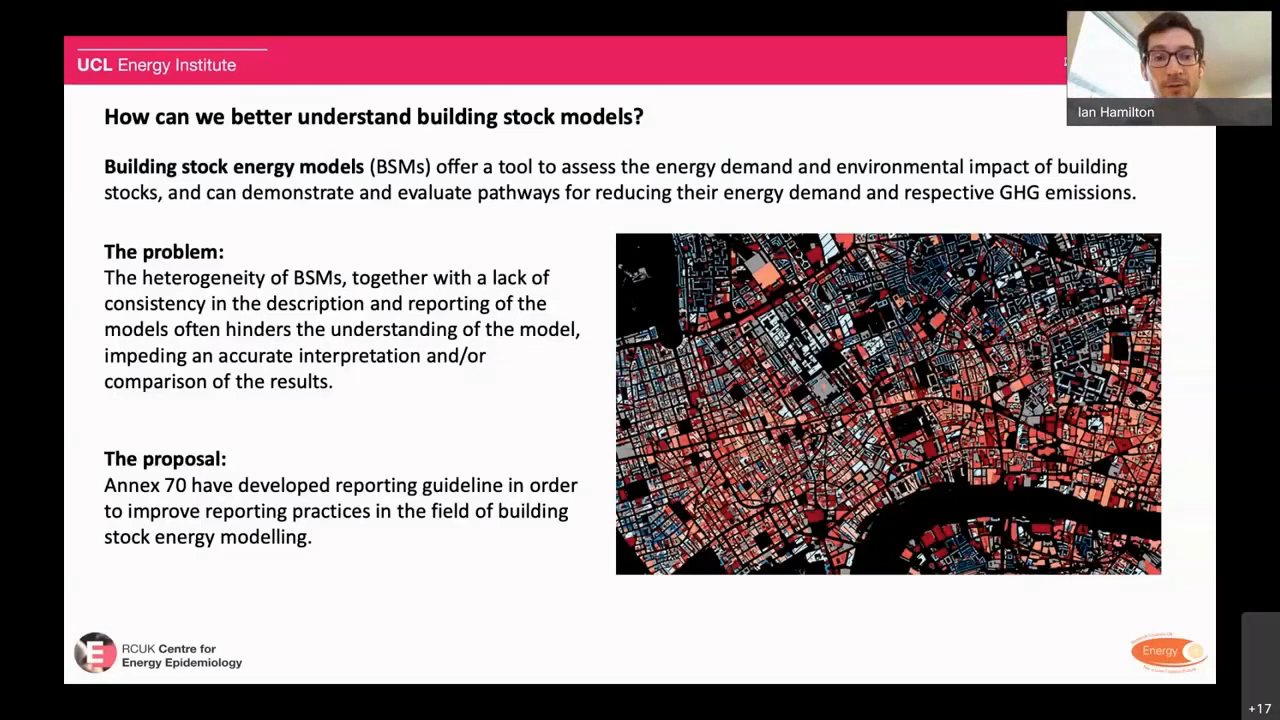 UCL Energy Institute
Ian Hamilton
How can we better understand building stock models?
Building stock energy models (BSMs) offer a tool to assess the energy demand and environmental impact of building
stocks, and can demonstrate and evaluate pathways for reducing their energy demand and respective GHG emissions.
The problem:
The heterogeneity of BSMs, together with a lack of
consistency in the description and reporting of the
models often hinders the understanding of the model,
impeding an accurate interpretation and/or
comparison of the results.
The proposal:
Annex 70 have developed reporting guideline in order
to improve reporting practices in the field of building
stock energy modelling.
E
RCUK Centre for
Energy Epidemiology
Energy
+17